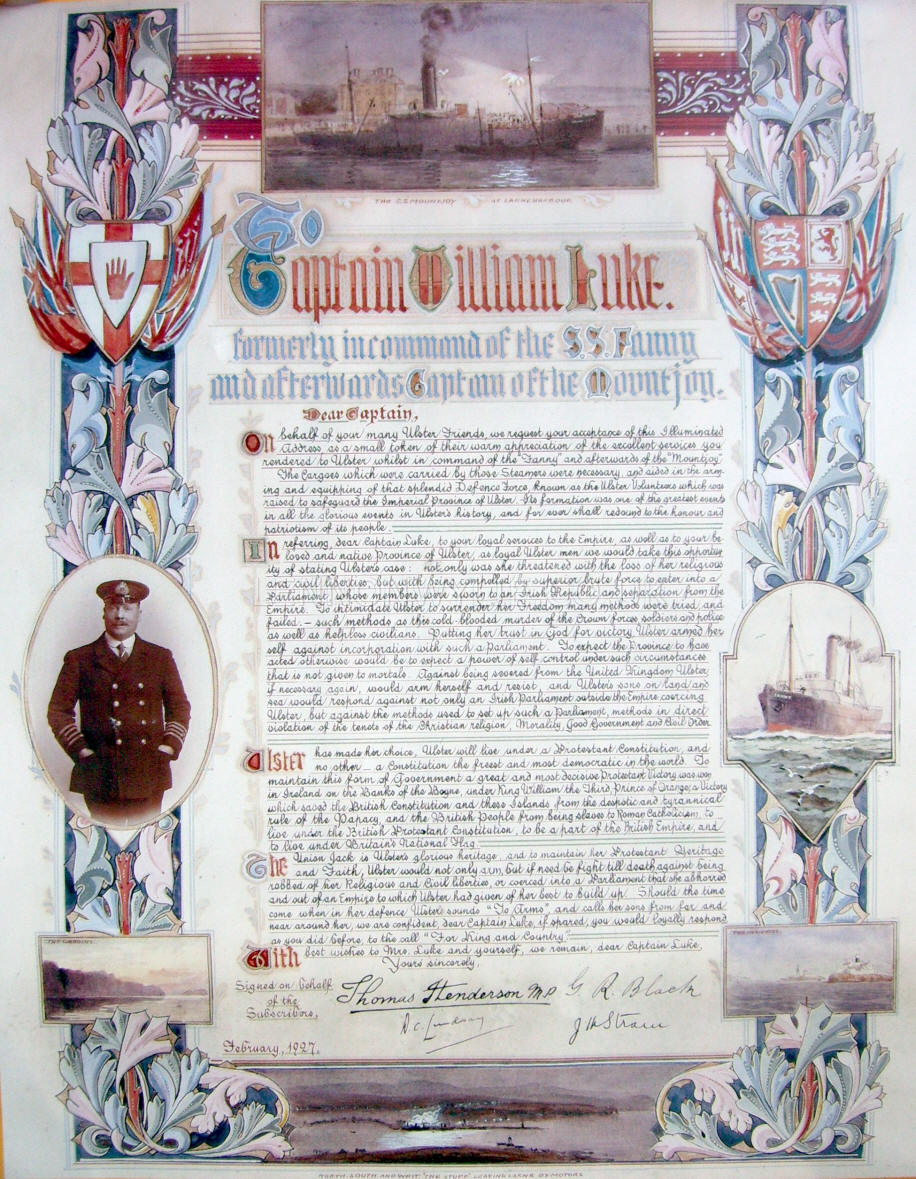 THE S.S. MOUNTJOY AT LARNE HARBOUR
To
Captain William Luke.
formerly in command of the S.S. Fanny
and afterwards Captain of the Mountjoy.
Dear Captain,
On behalf of your many Ulster Friends, we request your acceptance of this Illuminated
Address, as a small token of their warm appreciation of the excellent services you
rendered to Ulster whilst in command of the "Fanny" and afterwards of the "Mountjoy".
The Cargoes which were carried by those Steamers were necessary, and aided in the arm-
ing and equipping of that splendid Defence Force, known as the Ulster Volunteers which was
raised to safeguard the Imperial Province of Ulster. Its formation was one of the greatest events
in all the glorious events in Ulster's history, and for ever shall redound to the honour and
patriotism of its people.
In referring, dear Captain Luke, to your loyal services to the Empire, as well as to your be-
loved and native Province of Ulster, as loyal Ulster men we would take this opportun-
ity of stating Ulster's case: not only was she threatened with the loss of her religious
and civil liberties, but with being compelled by superior brute force to enter into a
Parliament, whose members were sworn to an Irish Republic and separation from the
Empire. To intimidate Ulster to surrender her Freedom many methods were tried, and
failed, – such methods as the cold-blooded murder of the Crown forces, soldiers and police
as well as helpless civilians. Putting her trust in God for victory Ulster armed her
self against incorporation with such a Parliament. To expect the Province to have
acted otherwise would be to expect a power of self control under such circumstances
that is not given to mortals. Against being severed from the United Kingdom Ulster,
if necessary again, would arm herself and resist, and Ulster's sons on land and
sea would respond against not only an Irish Parliament outside the Empire coercing
Ulster, but against the methods used to set up such a Parliament, methods in direct
violation of the tenets of the Christian religion, Morality, Good Government and Civil Order.
Ulster has made her choice, Ulster will live under a Protestant Constitution, and
no other – a Constitution the freest and most democratic in the world. To
maintain this form of Government a great and most decisive Protestant Victory was won
in Ireland on the Banks of the Boyne, under King William the Third, Prince of Orange, a Victory
which saved the British Constitution and these Islands from the despotic and tyrannical
rule of the Papacy, and the British People from being slaves to Roman Catholicism, to
live under the British Protestant Constitution, to be a part of the British Empire, and
to live under Britain's National Flag.
The Union Jack is Ulster's glorious heritage, and to maintain her Protestant Heritage
and Faith, Ulster would not only arm, but if need be fight till death against being
robbed of her Religious and Civil liberties, or coerced into a Parliament that she abhorred
and out of an Empire to which Ulster had given of her best to build up. Should the time
come when in her defence Ulster sounds "To Arms", and calls her sons from far and
near around her, we are confident, dear Captain Luke, if spared, you would loyally respond
as you did before, to the call "For King and Country".
With best wishes to Mrs. Luke and yourself, we remain, dear Captain Luke,
Yours sincerely,
Signed on behalf
of the
Subscribers,
Thomas Henderson M.P. G. R. Black
D. C. Lindsay
February, 1927.
NORTH, SOUTH AND WEST "THE STUFF" LEAVING LARNE BY MOTORS